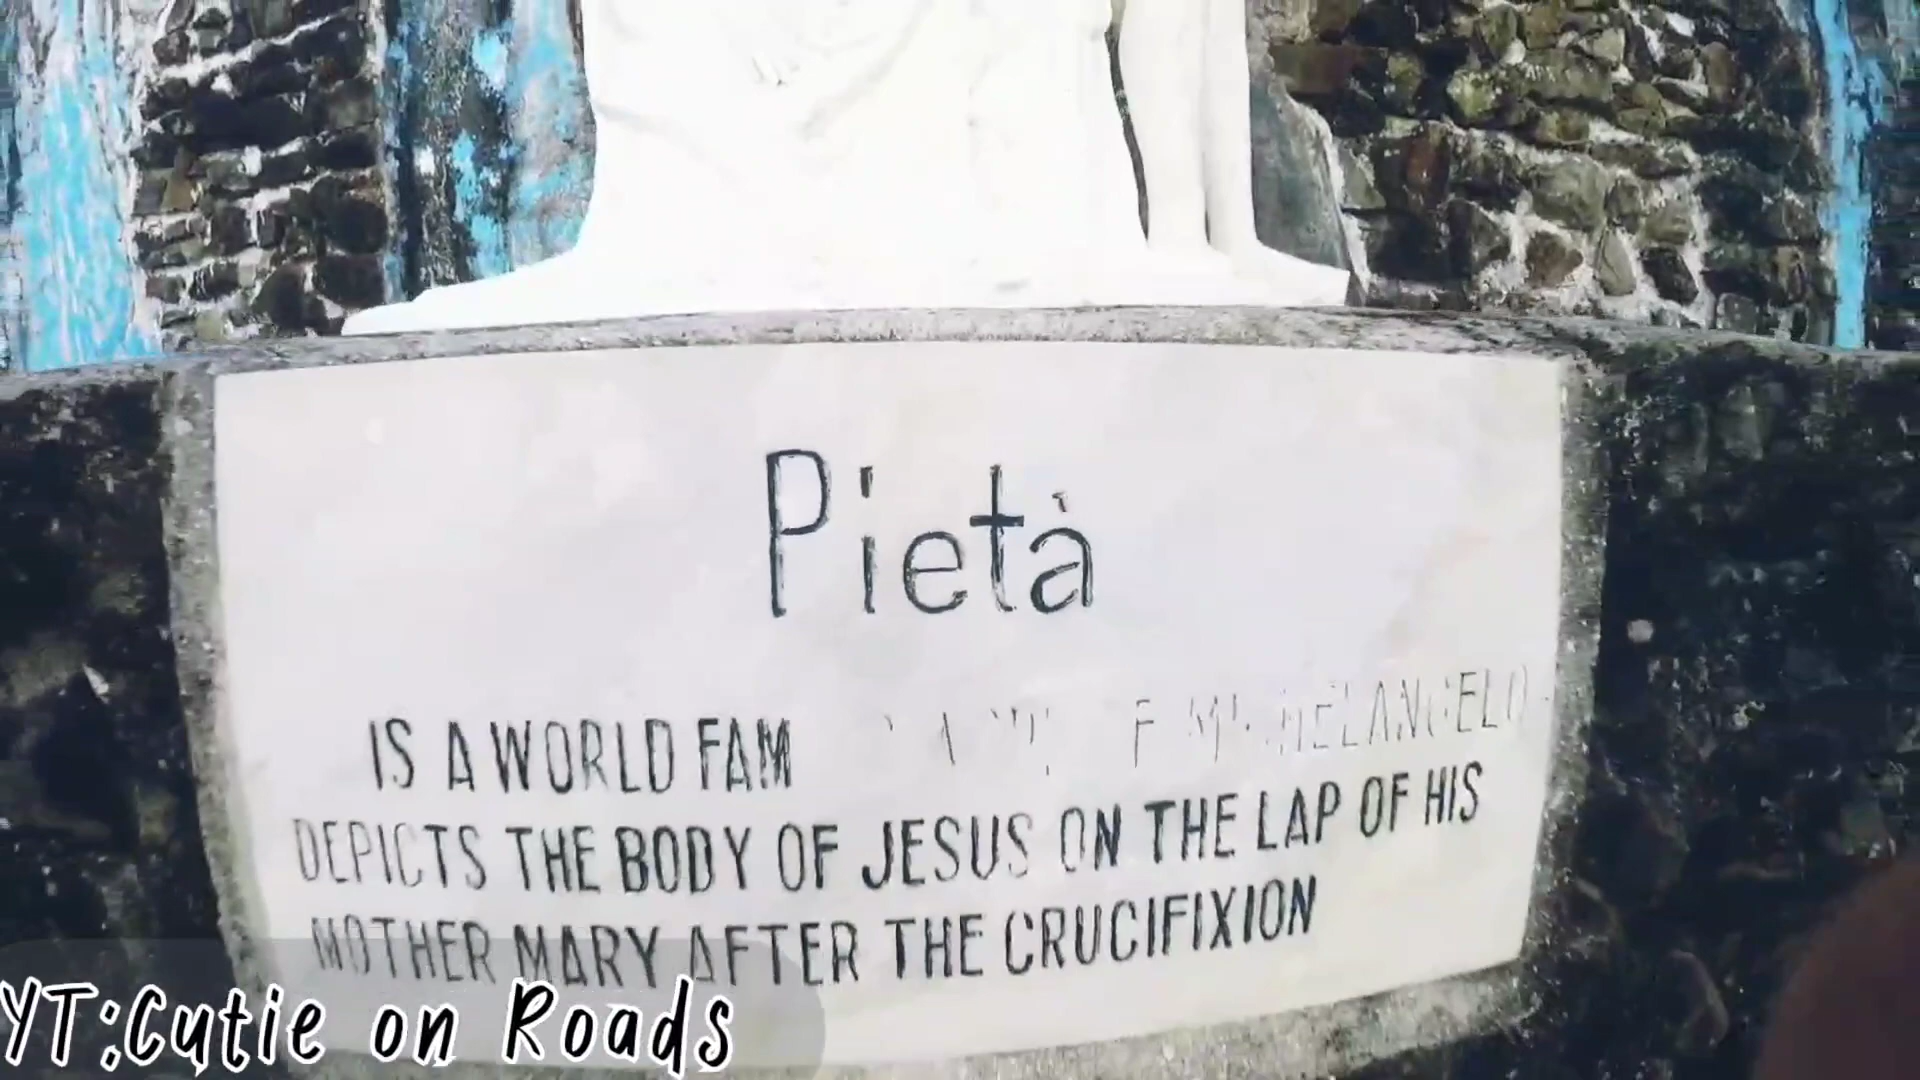 Pietà
IS A WORLD FAM MICHELANGELO
DEPICTS THE BODY OF JESUS ON THE LAP OF HIS
MOTHER MARY AFTER THE CRUCIFIXION
YT:Cutie on Roads